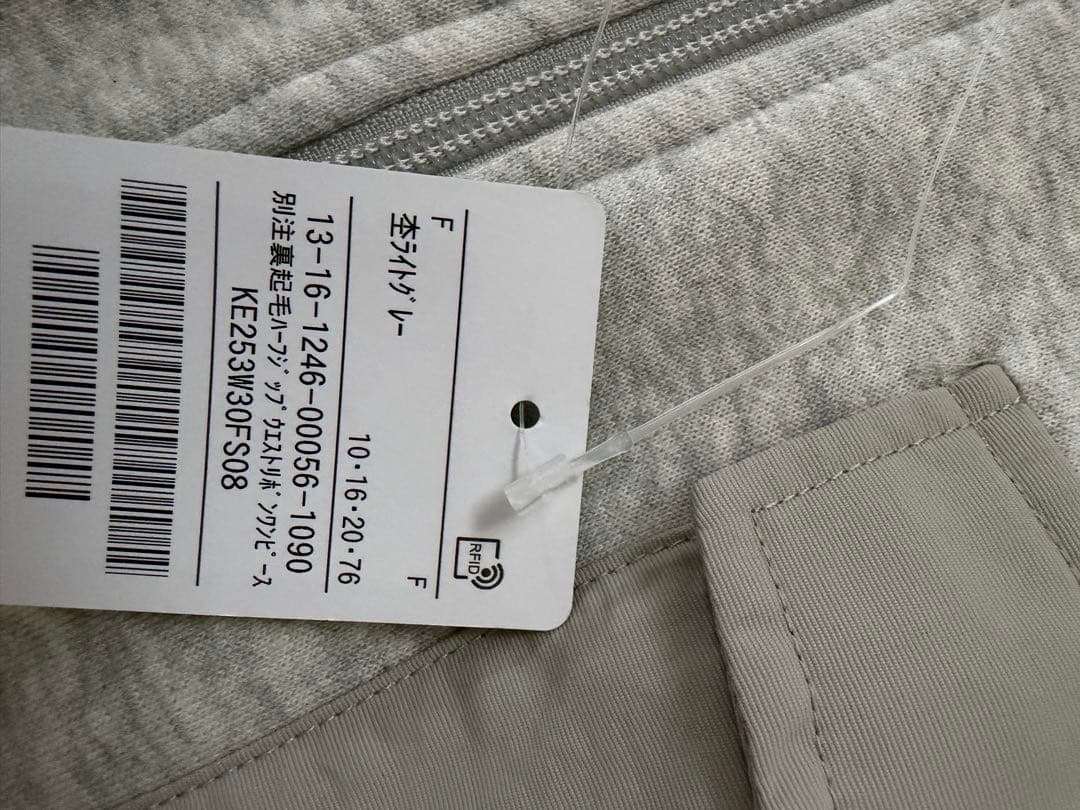 RFID
F F
杢ライトグレー
10・16・20・76
13-16-1246-00056-1090
別注裏起毛ハーフジップウエストリボンワンピース
KE253W30FS08